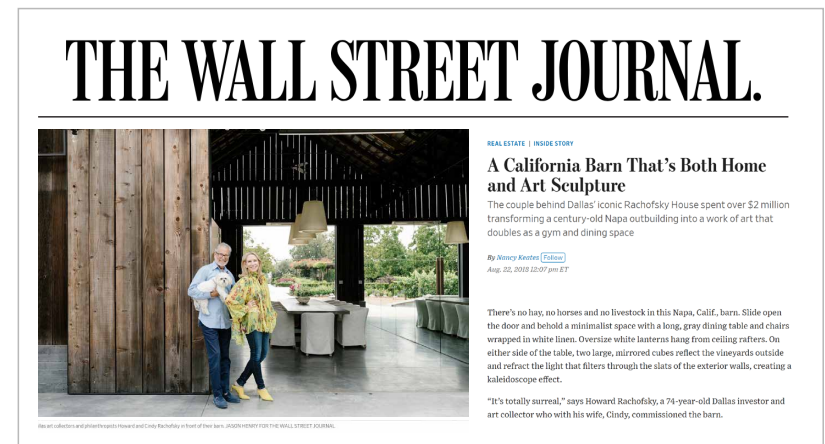 THE WALL STREET JOURNAL.
REAL ESTATE | INSIDE STORY
A California Barn That's Both Home
and Art Sculpture
The couple behind Dallas' iconic Rachofsky House spent over $2 million
transforming a century-old Napa outbuilding into a work of art that
doubles as a gym and dining space
By Nancy Keates Follow
Aug. 22, 2018 12:07 pm ET
There's no hay, no horses and no livestock in this Napa, Calif., barn. Slide open
the door and behold a minimalist space with a long, gray dining table and chairs
wrapped in white linen. Oversize white lanterns hang from ceiling rafters. On
either side of the table, two large, mirrored cubes reflect the vineyards outside
and refract the light that filters through the slats of the exterior walls, creating a
kaleidoscope effect.
"It's totally surreal," says Howard Rachofsky, a 74-year-old Dallas investor and
art collector who with his wife, Cindy, commissioned the barn.
art collectors and philanthropists Howard and Cindy Rachofsky in front of their barn JASON HENRY FOR THE WALL STREET JOURNAL